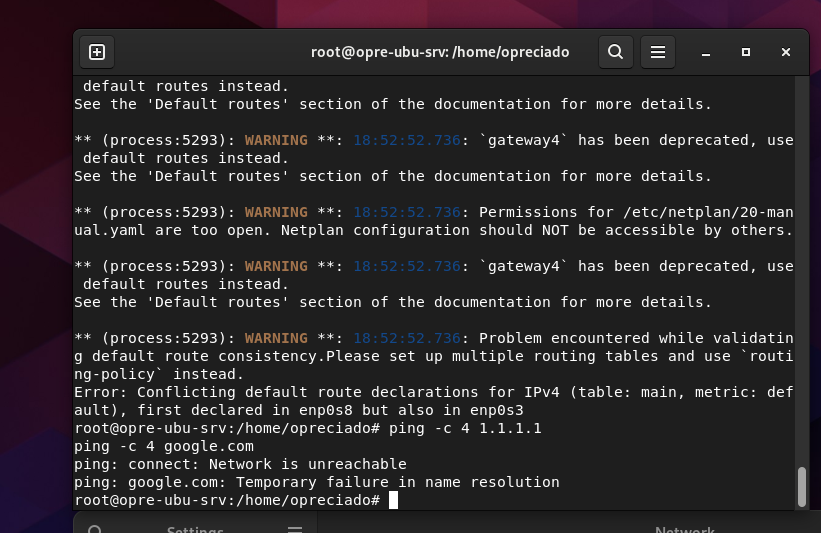 root@opre-ubu-srv: /home/opreciado
default routes instead.
See the 'Default routes' section of the documentation for more details.
** (process:5293): WARNING **: 18:52:52.736: `gateway4` has been deprecated, use
default routes instead.
See the 'Default routes' section of the documentation for more details.
** (process:5293): WARNING **: 18:52:52.736: Permissions for /etc/netplan/20-man
ual.yaml are too open. Netplan configuration should NOT be accessible by others.
** (process:5293): WARNING **: 18:52:52.736: `gateway4` has been deprecated, use
default routes instead.
See the 'Default routes' section of the documentation for more details.
** (process:5293): WARNING **: 18:52:52.736: Problem encountered while validatin
g default route consistency.Please set up multiple routing tables and use `routi
ng-policy` instead.
Error: Conflicting default route declarations for IPv4 (table: main, metric: def
ault), first declared in enp0s8 but also in enp0s3
root@opre-ubu-srv:/home/opreciado# ping -c 4 1.1.1.1
ping -c 4 google.com
ping: connect: Network is unreachable
ping: google.com: Temporary failure in name resolution
root@opre-ubu-srv:/home/opreciado#
Settings
Network